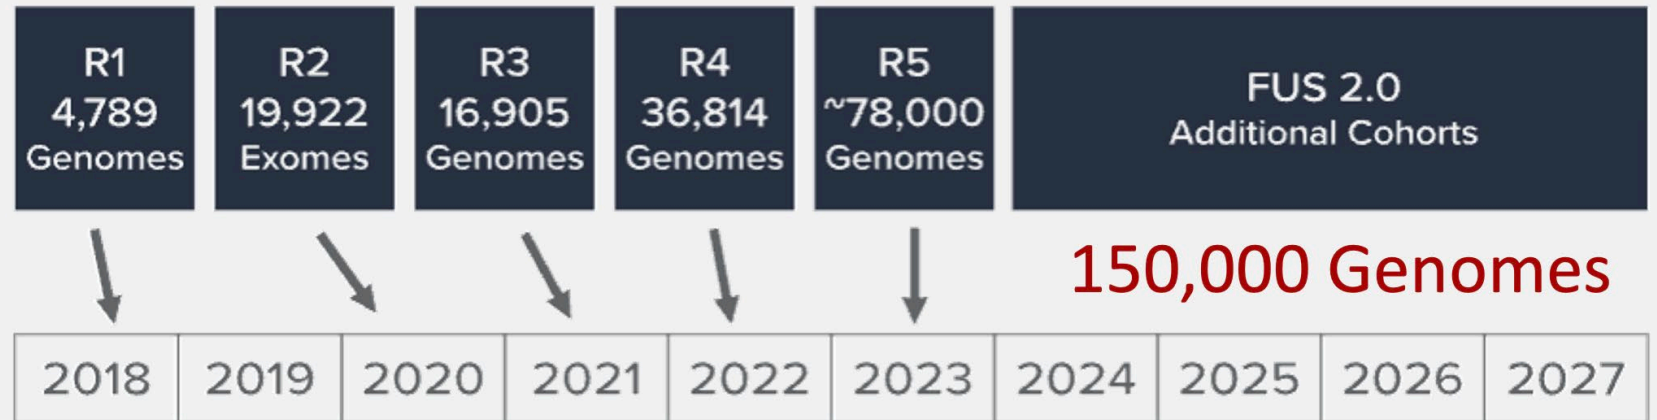 R1
4,789
Genomes
R2
19,922
Exomes
R3
16,905
Genomes
R4
36,814
Genomes
R5
~78,000
Genomes
FUS 2.0
Additional Cohorts
150,000 Genomes
2018 2019 2020 2021 2022 2023 2024 2025 2026 2027